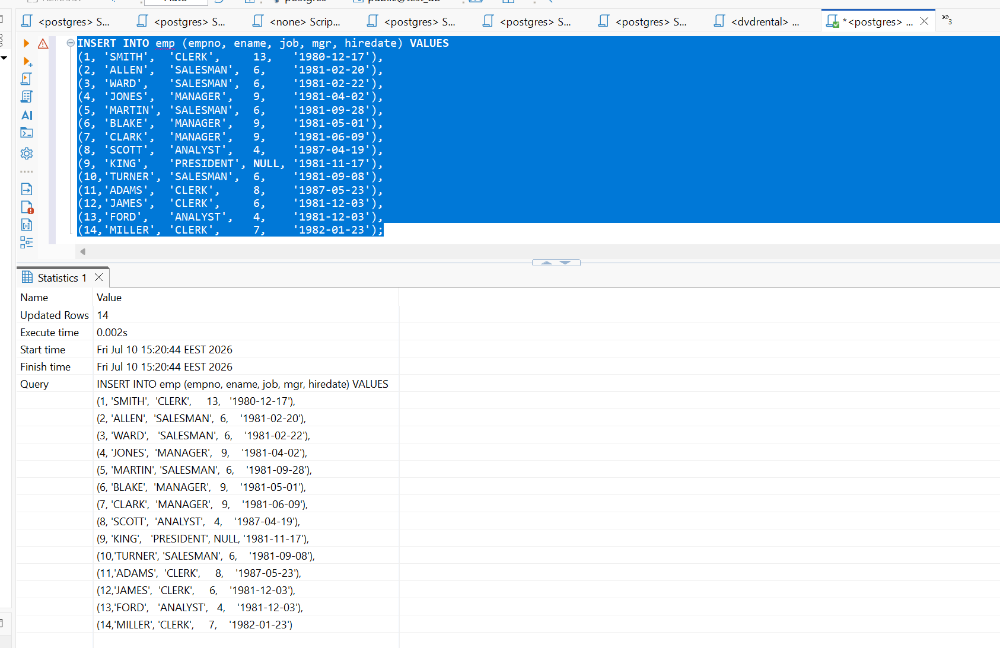 Auto
postgres
public@test_db
<postgres> S...
<postgres> S...
<none> Scrip...
<postgres> S...
<postgres> S...
<postgres> S...
<dvdrental> ...
*<postgres> ...
»3
INSERT INTO emp (empno, ename, job, mgr, hiredate) VALUES
(1, 'SMITH',  'CLERK',     13,   '1980-12-17'),
(2, 'ALLEN',  'SALESMAN',  6,    '1981-02-20'),
(3, 'WARD',   'SALESMAN',  6,    '1981-02-22'),
(4, 'JONES',  'MANAGER',   9,    '1981-04-02'),
(5, 'MARTIN', 'SALESMAN',  6,    '1981-09-28'),
(6, 'BLAKE',  'MANAGER',   9,    '1981-05-01'),
(7, 'CLARK',  'MANAGER',   9,    '1981-06-09'),
(8, 'SCOTT',  'ANALYST',   4,    '1987-04-19'),
(9, 'KING',   'PRESIDENT', NULL, '1981-11-17'),
(10,'TURNER', 'SALESMAN',  6,    '1981-09-08'),
(11,'ADAMS',  'CLERK',     8,    '1987-05-23'),
(12,'JAMES',  'CLERK',     6,    '1981-12-03'),
(13,'FORD',   'ANALYST',   4,    '1981-12-03'),
(14,'MILLER', 'CLERK',     7,    '1982-01-23');
AI
Statistics 1
Name Value
Updated Rows 14
Execute time 0.002s
Start time Fri Jul 10 15:20:44 EEST 2026
Finish time Fri Jul 10 15:20:44 EEST 2026
Query INSERT INTO emp (empno, ename, job, mgr, hiredate) VALUES
(1, 'SMITH',  'CLERK',     13,   '1980-12-17'),
(2, 'ALLEN',  'SALESMAN',  6,    '1981-02-20'),
(3, 'WARD',   'SALESMAN',  6,    '1981-02-22'),
(4, 'JONES',  'MANAGER',   9,    '1981-04-02'),
(5, 'MARTIN', 'SALESMAN',  6,    '1981-09-28'),
(6, 'BLAKE',  'MANAGER',   9,    '1981-05-01'),
(7, 'CLARK',  'MANAGER',   9,    '1981-06-09'),
(8, 'SCOTT',  'ANALYST',   4,    '1987-04-19'),
(9, 'KING',   'PRESIDENT', NULL, '1981-11-17'),
(10,'TURNER', 'SALESMAN',  6,    '1981-09-08'),
(11,'ADAMS',  'CLERK',     8,    '1987-05-23'),
(12,'JAMES',  'CLERK',     6,    '1981-12-03'),
(13,'FORD',   'ANALYST',   4,    '1981-12-03'),
(14,'MILLER', 'CLERK',     7,    '1982-01-23')